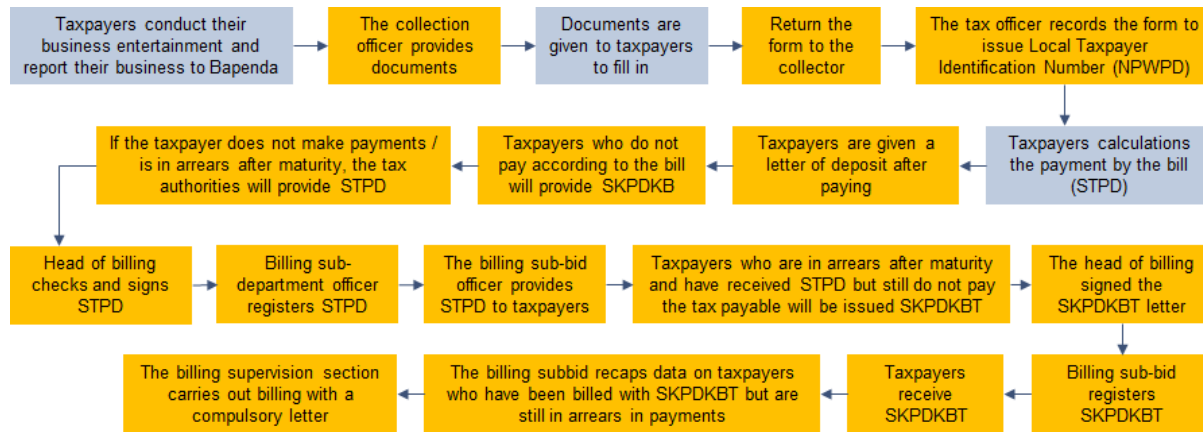 Taxpayers conduct their
business entertainment and
report their business to Bapenda
The collection
officer provides
documents
Documents are
given to taxpayers
to fill in
Return the
form to the
collector
The tax officer records the form to
issue Local Taxpayer
Identification Number (NPWPD)
Taxpayers calculations
the payment by the bill
(STPD)
Taxpayers are given a
letter of deposit after
paying
Taxpayers who do not
pay according to the bill
will provide SKPDKB
If the taxpayer does not make payments /
is in arrears after maturity, the tax
authorities will provide STPD
Head of billing
checks and signs
STPD
Billing sub-
department officer
registers STPD
The billing sub-bid
officer provides
STPD to taxpayers
Taxpayers who are in arrears after maturity
and have received STPD but still do not pay
the tax payable will be issued SKPDKBT
The head of billing
signed the
SKPDKBT letter
Billing sub-bid
registers
SKPDKBT
Taxpayers
receive
SKPDKBT
The billing subbid recaps data on taxpayers
who have been billed with SKPDKBT but are
still in arrears in payments
The billing supervision section
carries out billing with a
compulsory letter